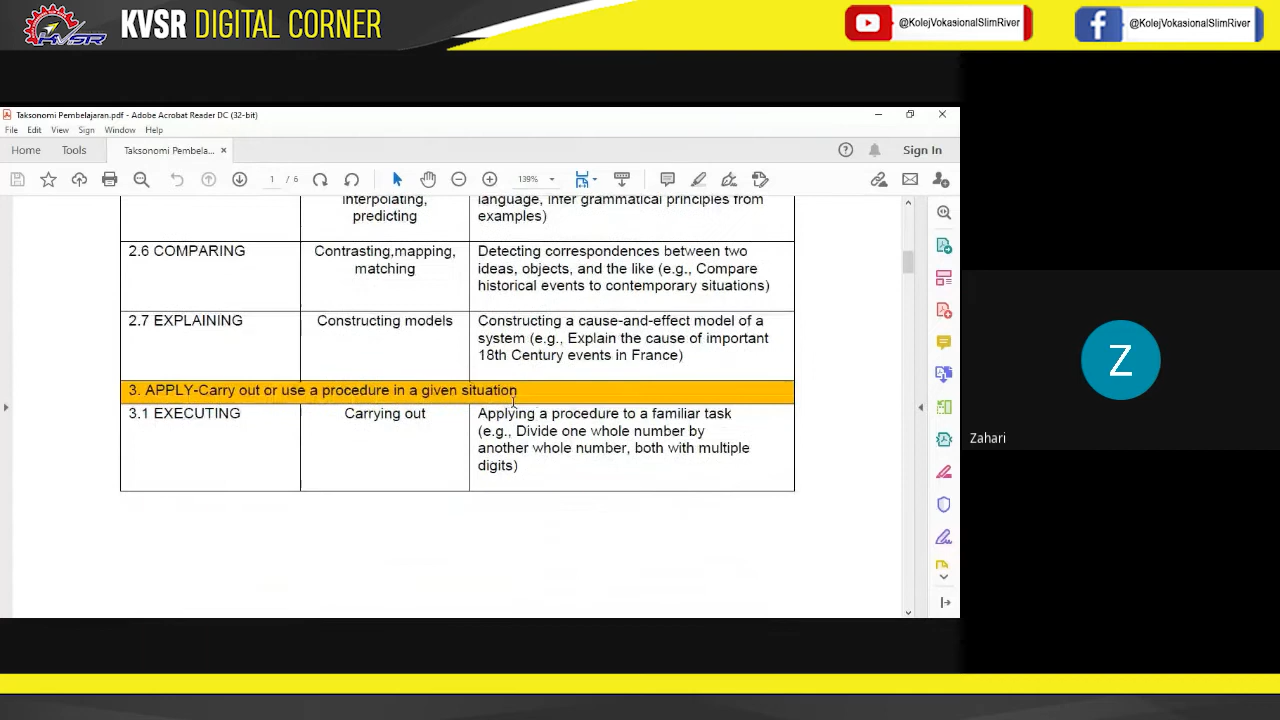 KVSR
KVSR DIGITAL CORNER
@KolejVokasionalSlimRiver
@KolejVokasionalSlimRiver
Taksonomi Pembelajaran.pdf - Adobe Acrobat Reader DC (32-bit)
File Edit View Sign Window Help
Home Tools Taksonomi Pembela... × Sign In
1 / 6 139%
interpolating,
predicting
language, infer grammatical principles from
examples)
2.6 COMPARING
Contrasting,mapping,
matching
Detecting correspondences between two
ideas, objects, and the like (e.g., Compare
historical events to contemporary situations)
2.7 EXPLAINING
Constructing models
Constructing a cause-and-effect model of a
system (e.g., Explain the cause of important
18th Century events in France)
3. APPLY-Carry out or use a procedure in a given situation
3.1 EXECUTING
Carrying out
Applying a procedure to a familiar task
(e.g., Divide one whole number by
another whole number, both with multiple
digits)
Z
Zahari